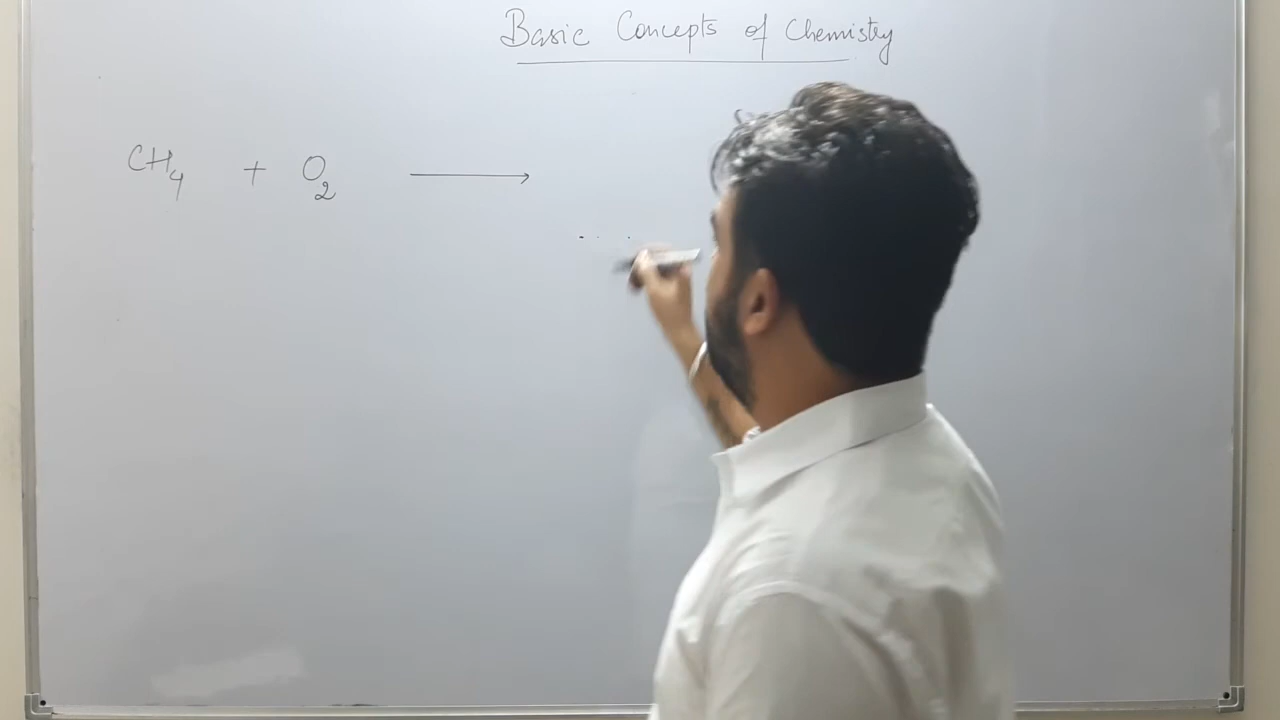 Basic Concepts of Chemistry
CH₄ + O₂ →